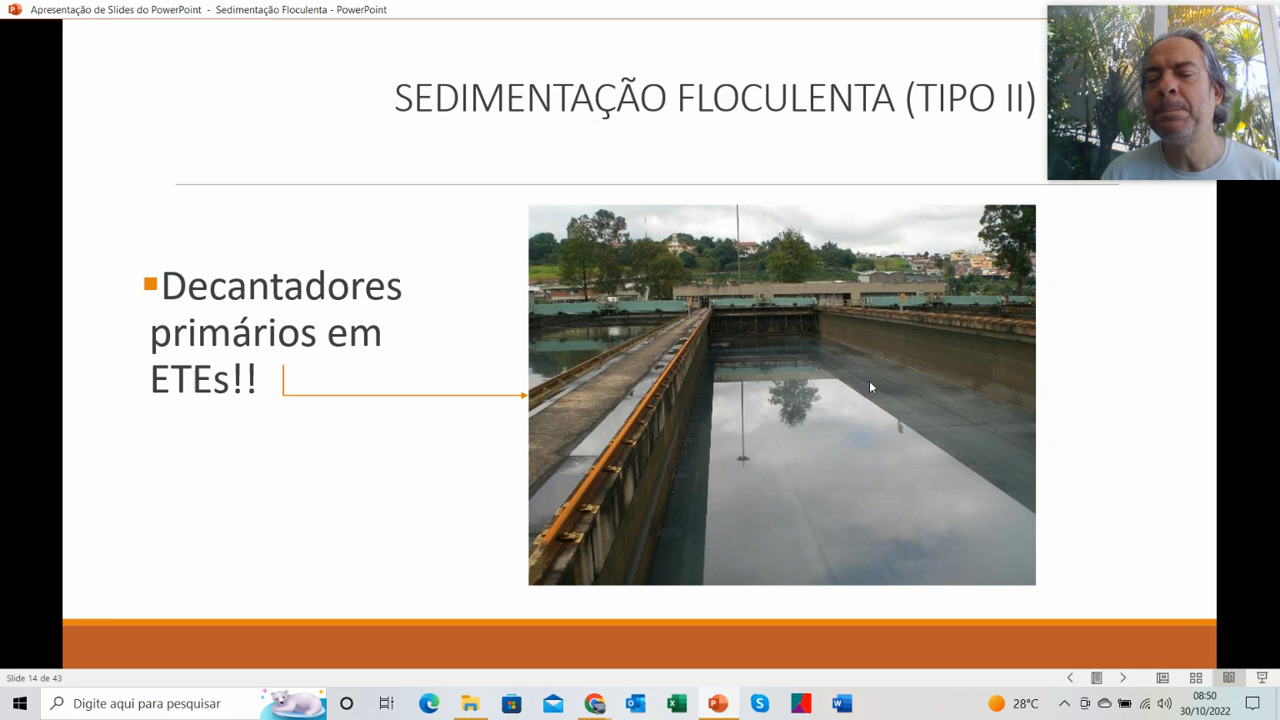 Apresentação de Slides do PowerPoint - Sedimentação Floculenta - PowerPoint
SEDIMENTAÇÃO FLOCULENTA (TIPO II)
Decantadores
primários em
ETEs!!
Slide 14 de 43
Digite aqui para pesquisar
28°C
08:50
30/10/2022